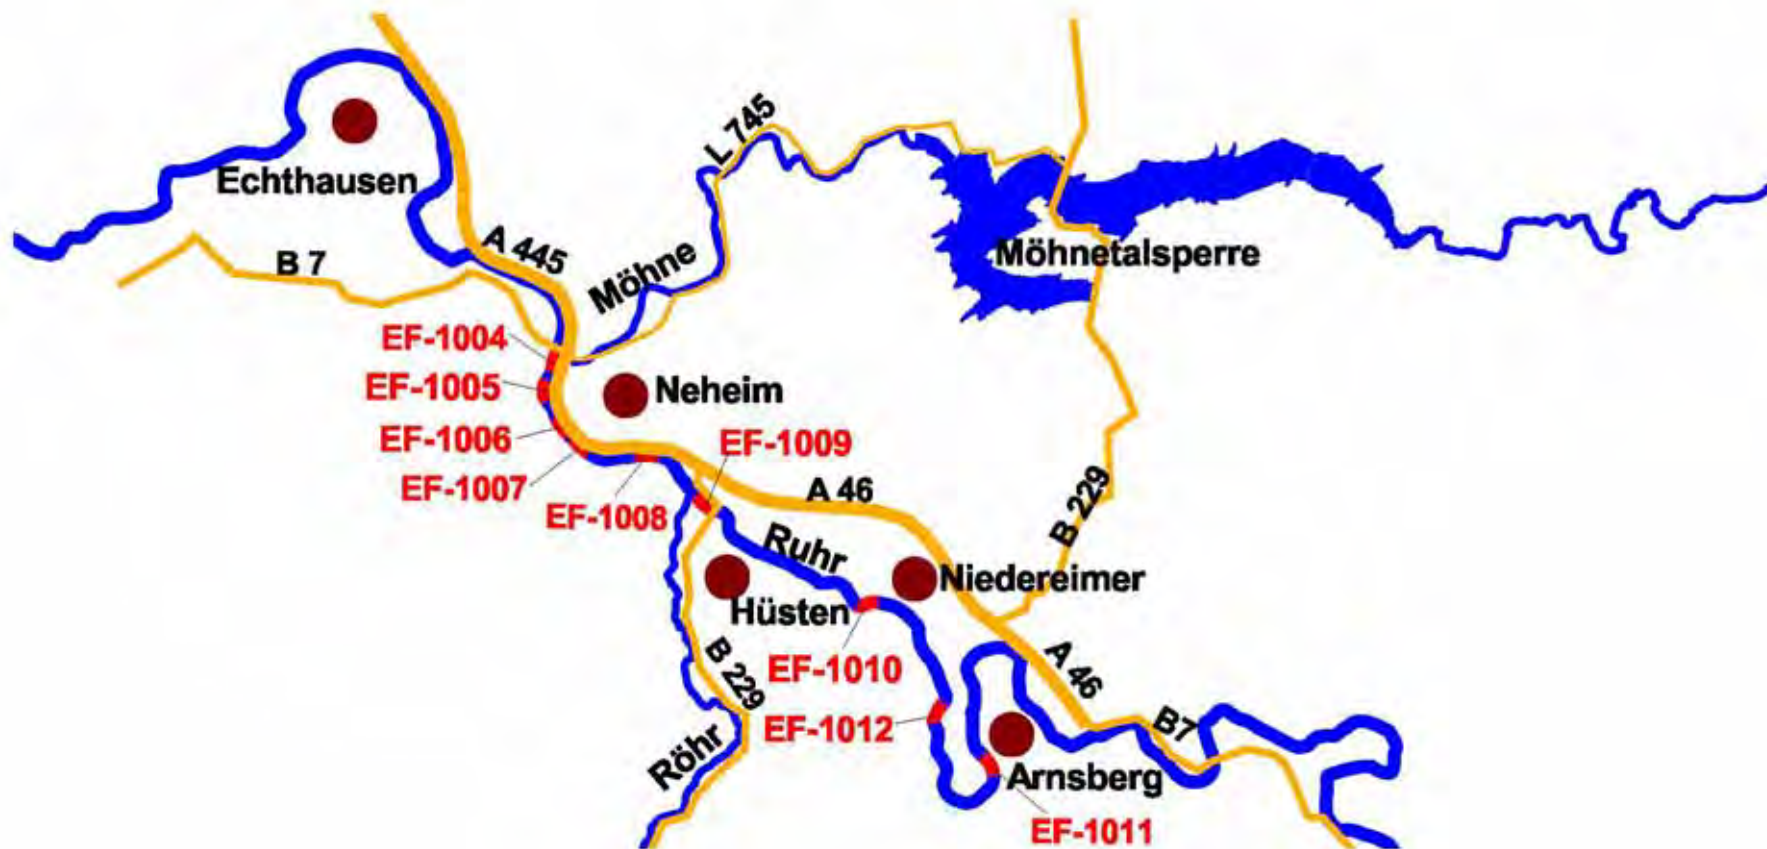 L 745
Echthausen
A 445
B 7
Möhne
Möhnetalsperre
EF-1004
EF-1005
Neheim
EF-1006
EF-1009
EF-1007
A 46
B 229
EF-1008
Ruhr
Niedereimer
Hüsten
EF-1010
B 229
A 46
EF-1012
B7
Röhr
Arnsberg
EF-1011